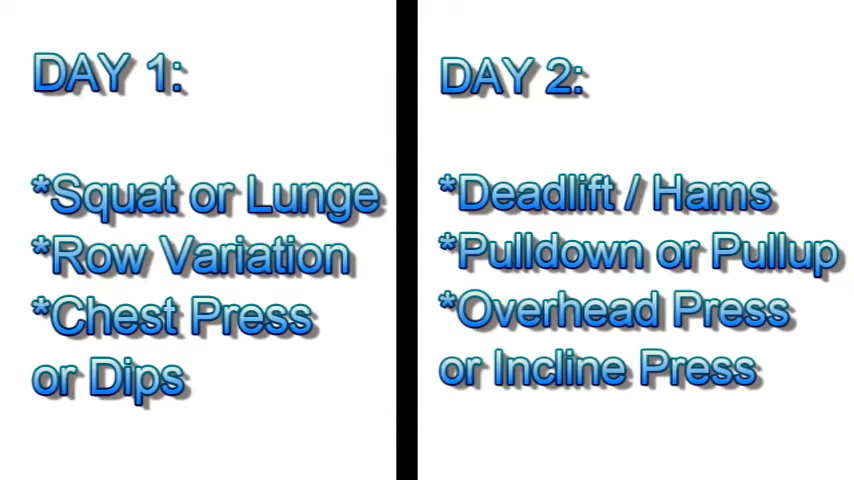 DAY 1:
*Squat or Lunge
*Row Variation
*Chest Press
or Dips
DAY 2:
*Deadlift / Hams
*Pulldown or Pullup
*Overhead Press
or Incline Press